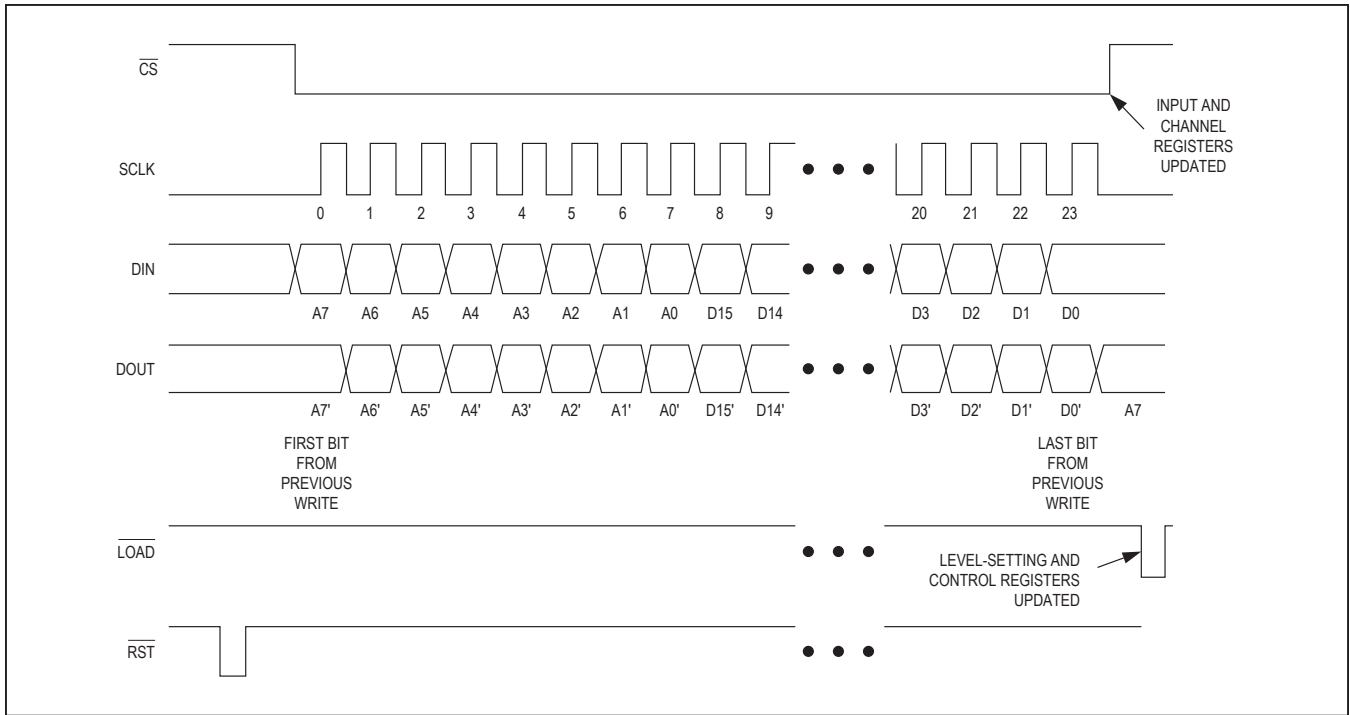 CS
INPUT AND
CHANNEL
REGISTERS
UPDATED
SCLK
0 1 2 3 4 5 6 7 8 9 20 21 22 23
DIN
A7 A6 A5 A4 A3 A2 A1 A0 D15 D14 D3 D2 D1 D0
DOUT
A7' A6' A5' A4' A3' A2' A1' A0' D15' D14' D3' D2' D1' D0' A7
FIRST BIT
FROM
PREVIOUS
WRITE
LAST BIT
FROM
PREVIOUS
WRITE
LOAD
LEVEL-SETTING AND
CONTROL REGISTERS
UPDATED
RST